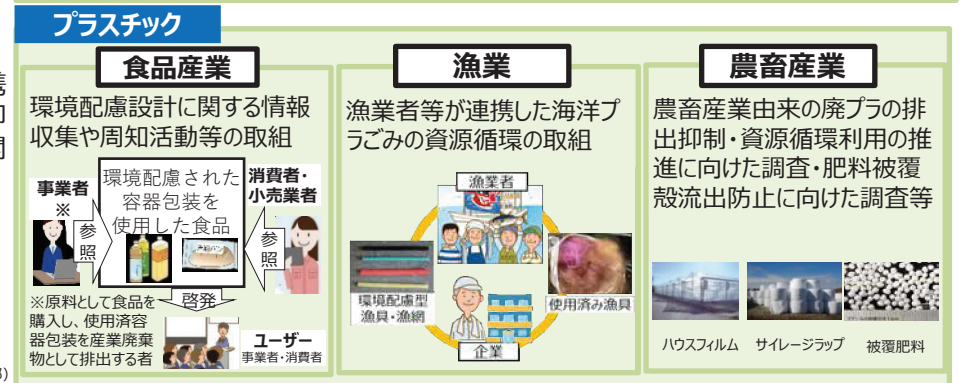 プラスチック
食品産業
環境配慮設計に関する情報
収集や周知活動等の取組
事業者
※
参照
環境配慮された
容器包装を
使用した食品
消費者・
小売業者
参照
啓発
※原料として食品を
購入し、使用済容
器包装を産業廃棄
物として排出する者
ユーザー
事業者・消費者
漁業
漁業者等が連携した海洋プ
ラごみの資源循環の取組
漁業者
環境配慮型
漁具・漁網
使用済み漁具
企業
農畜産業
農畜産業由来の廃プラの排
出抑制・資源循環利用の推
進に向けた調査・肥料被覆
殻流出防止に向けた調査等
ハウスフィルム
サイレージラップ
被覆肥料